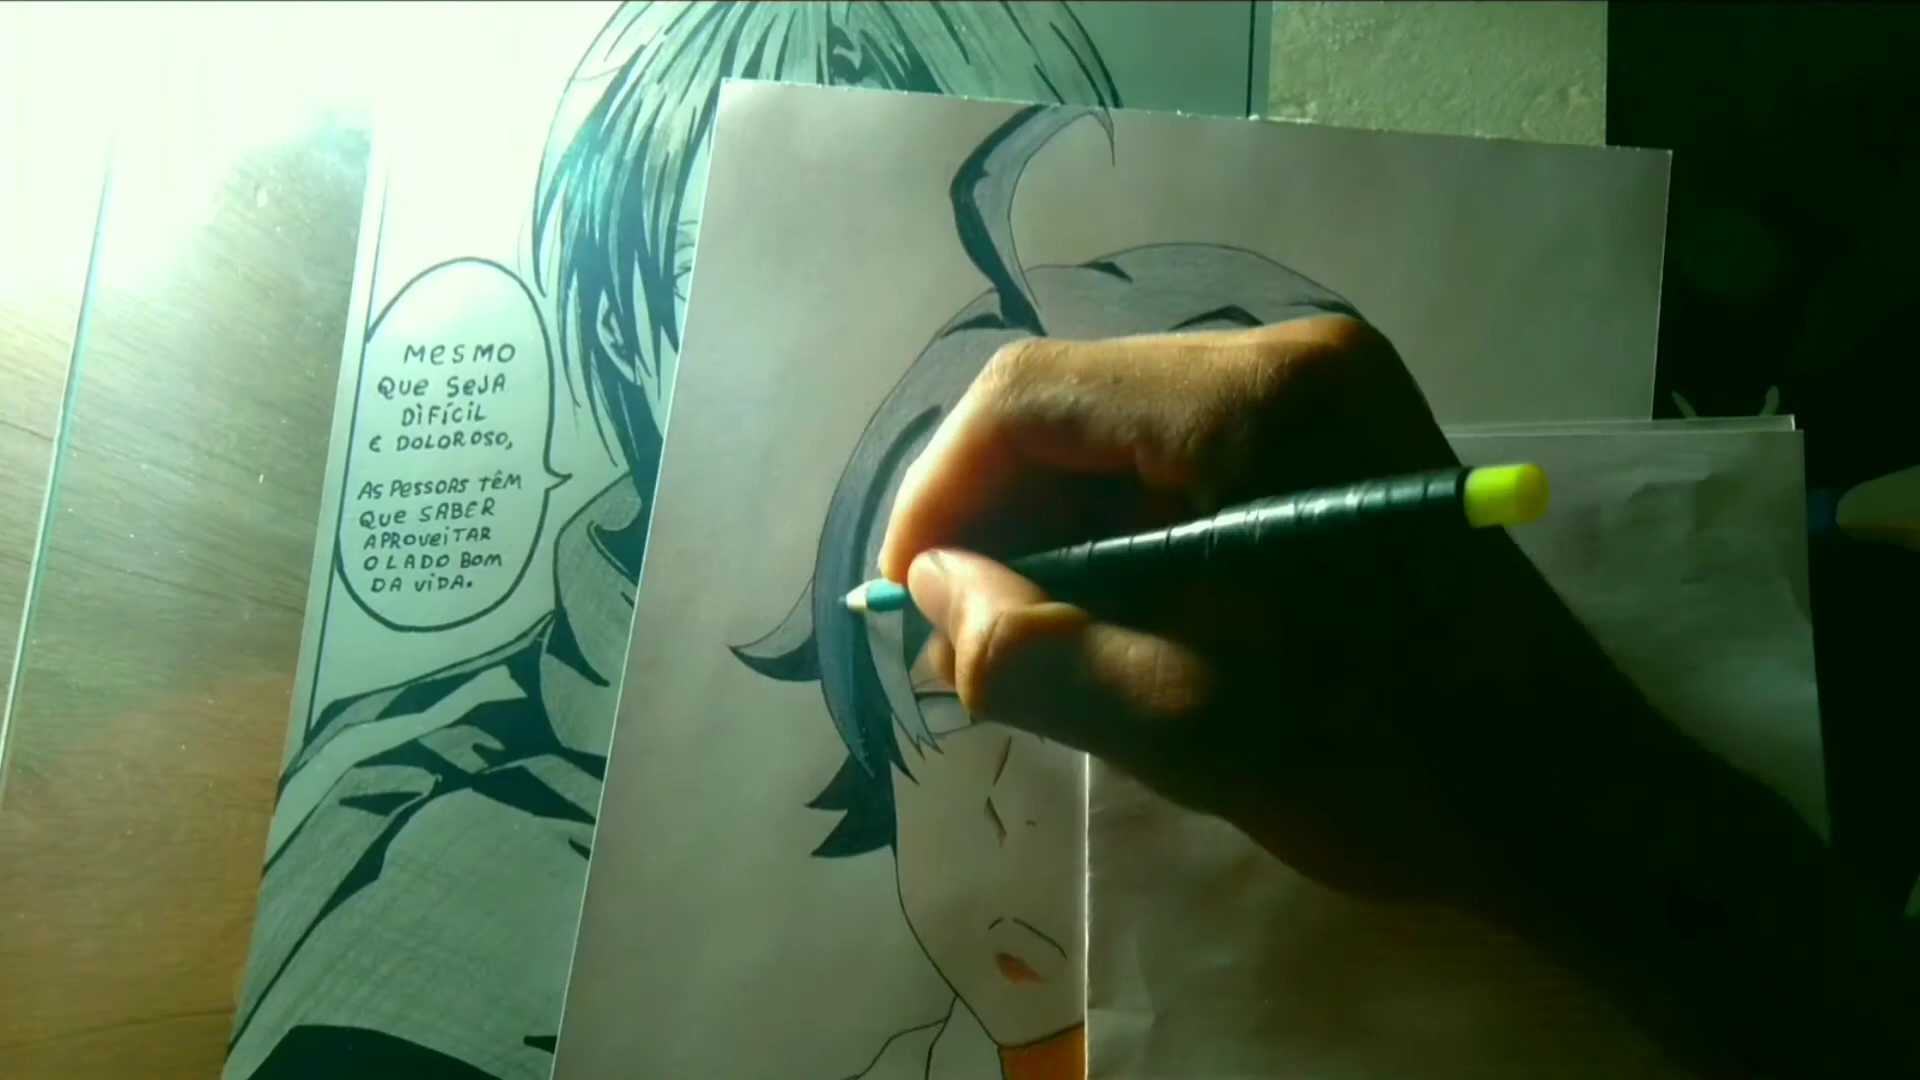 MESMO
QUE SEJA
DIFÍCIL
E DOLOROSO,
AS PESSOAS TÊM
QUE SABER
APROVEITAR
O LADO BOM
DA VIDA.